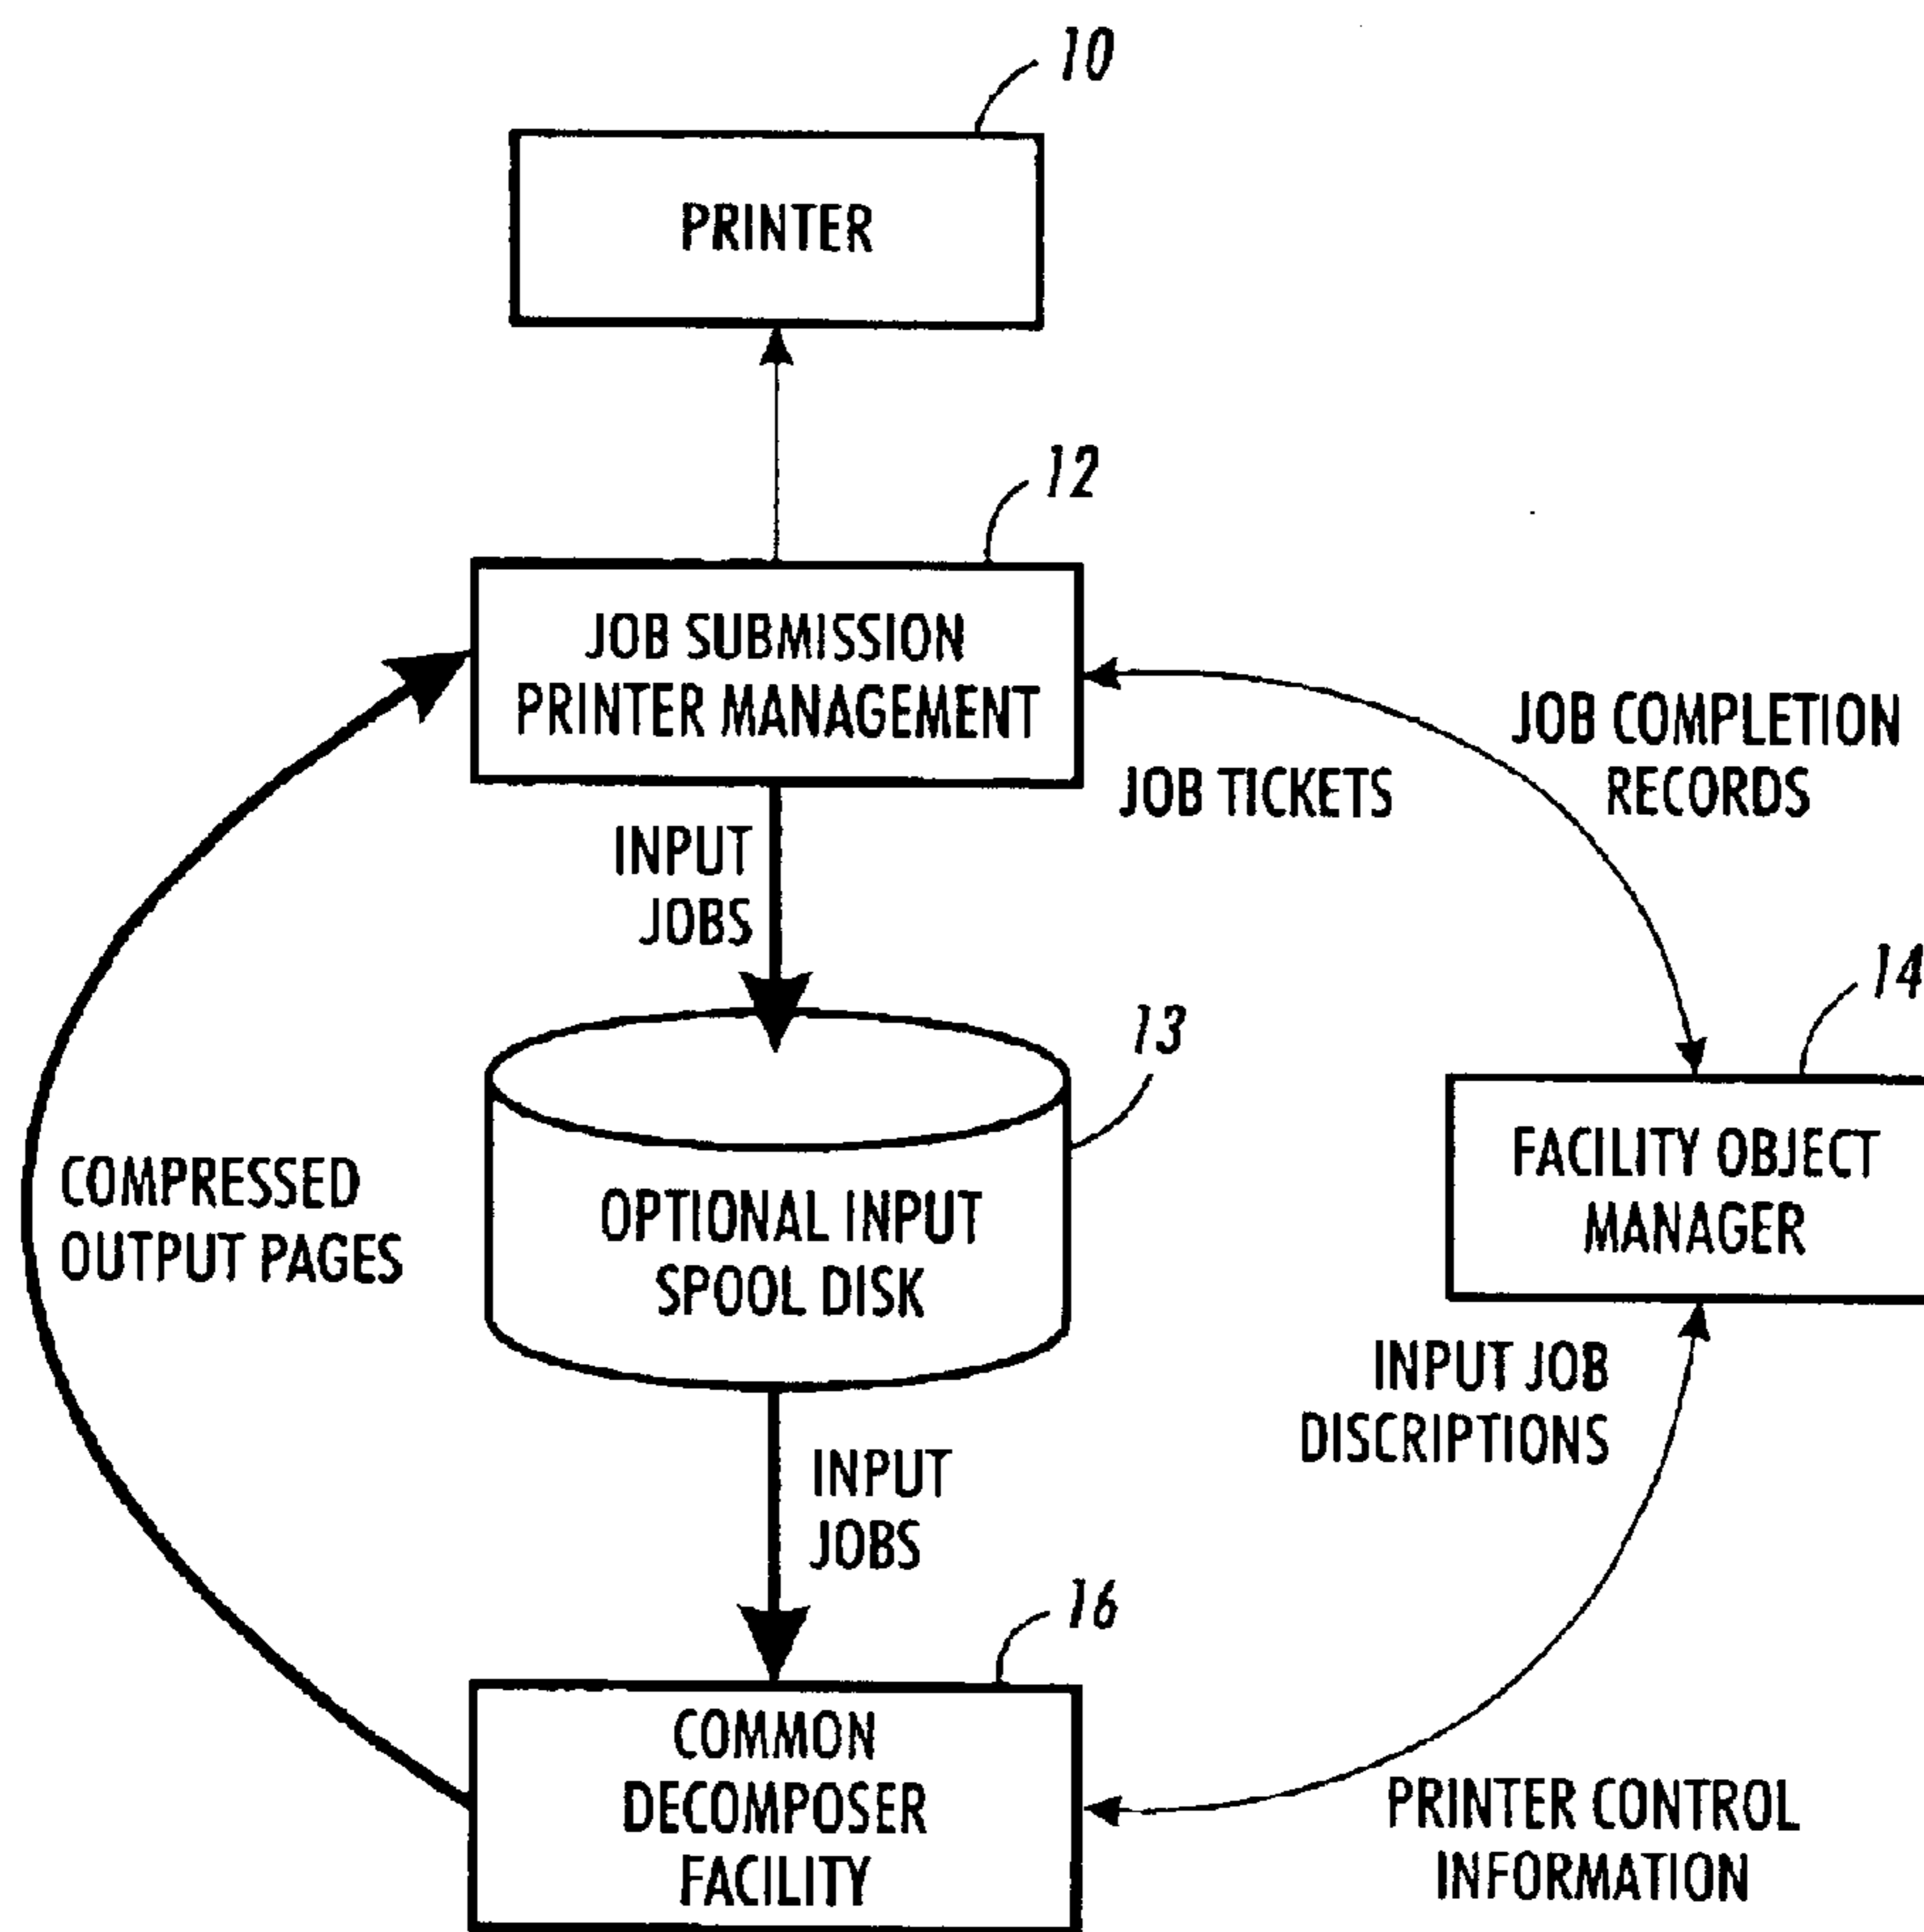 10
PRINTER
12
JOB SUBMISSION
PRINTER MANAGEMENT
JOB COMPLETION
RECORDS
JOB TICKETS
INPUT
JOBS
14
13
FACILITY OBJECT
MANAGER
COMPRESSED
OUTPUT PAGES
OPTIONAL INPUT
SPOOL DISK
INPUT JOB
DISCRIPTIONS
INPUT
JOBS
16
COMMON
DECOMPOSER
FACILITY
PRINTER CONTROL
INFORMATION